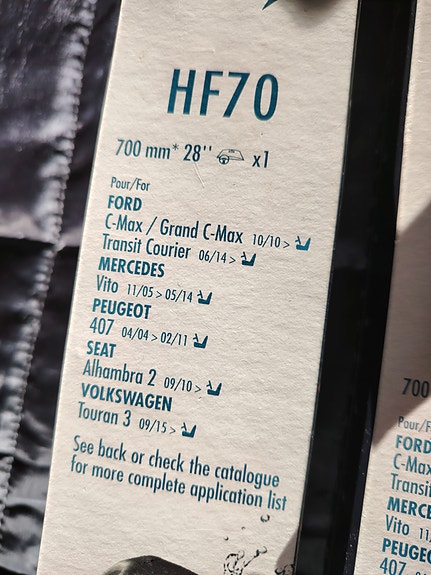 HF70
700 mm* 28'' x1
Pour/For
FORD
C-Max / Grand C-Max 10/10 >
Transit Courier 06/14 >
MERCEDES
Vito 11/05 > 05/14
PEUGEOT
407 04/04 > 02/11
SEAT
Alhambra 2 09/10 >
VOLKSWAGEN
Touran 3 09/15 >
See back or check the catalogue
for more complete application list
700
Pour/F
FORD
C-Ma
Transit
MERCE
Vito 11
PEUGE
407